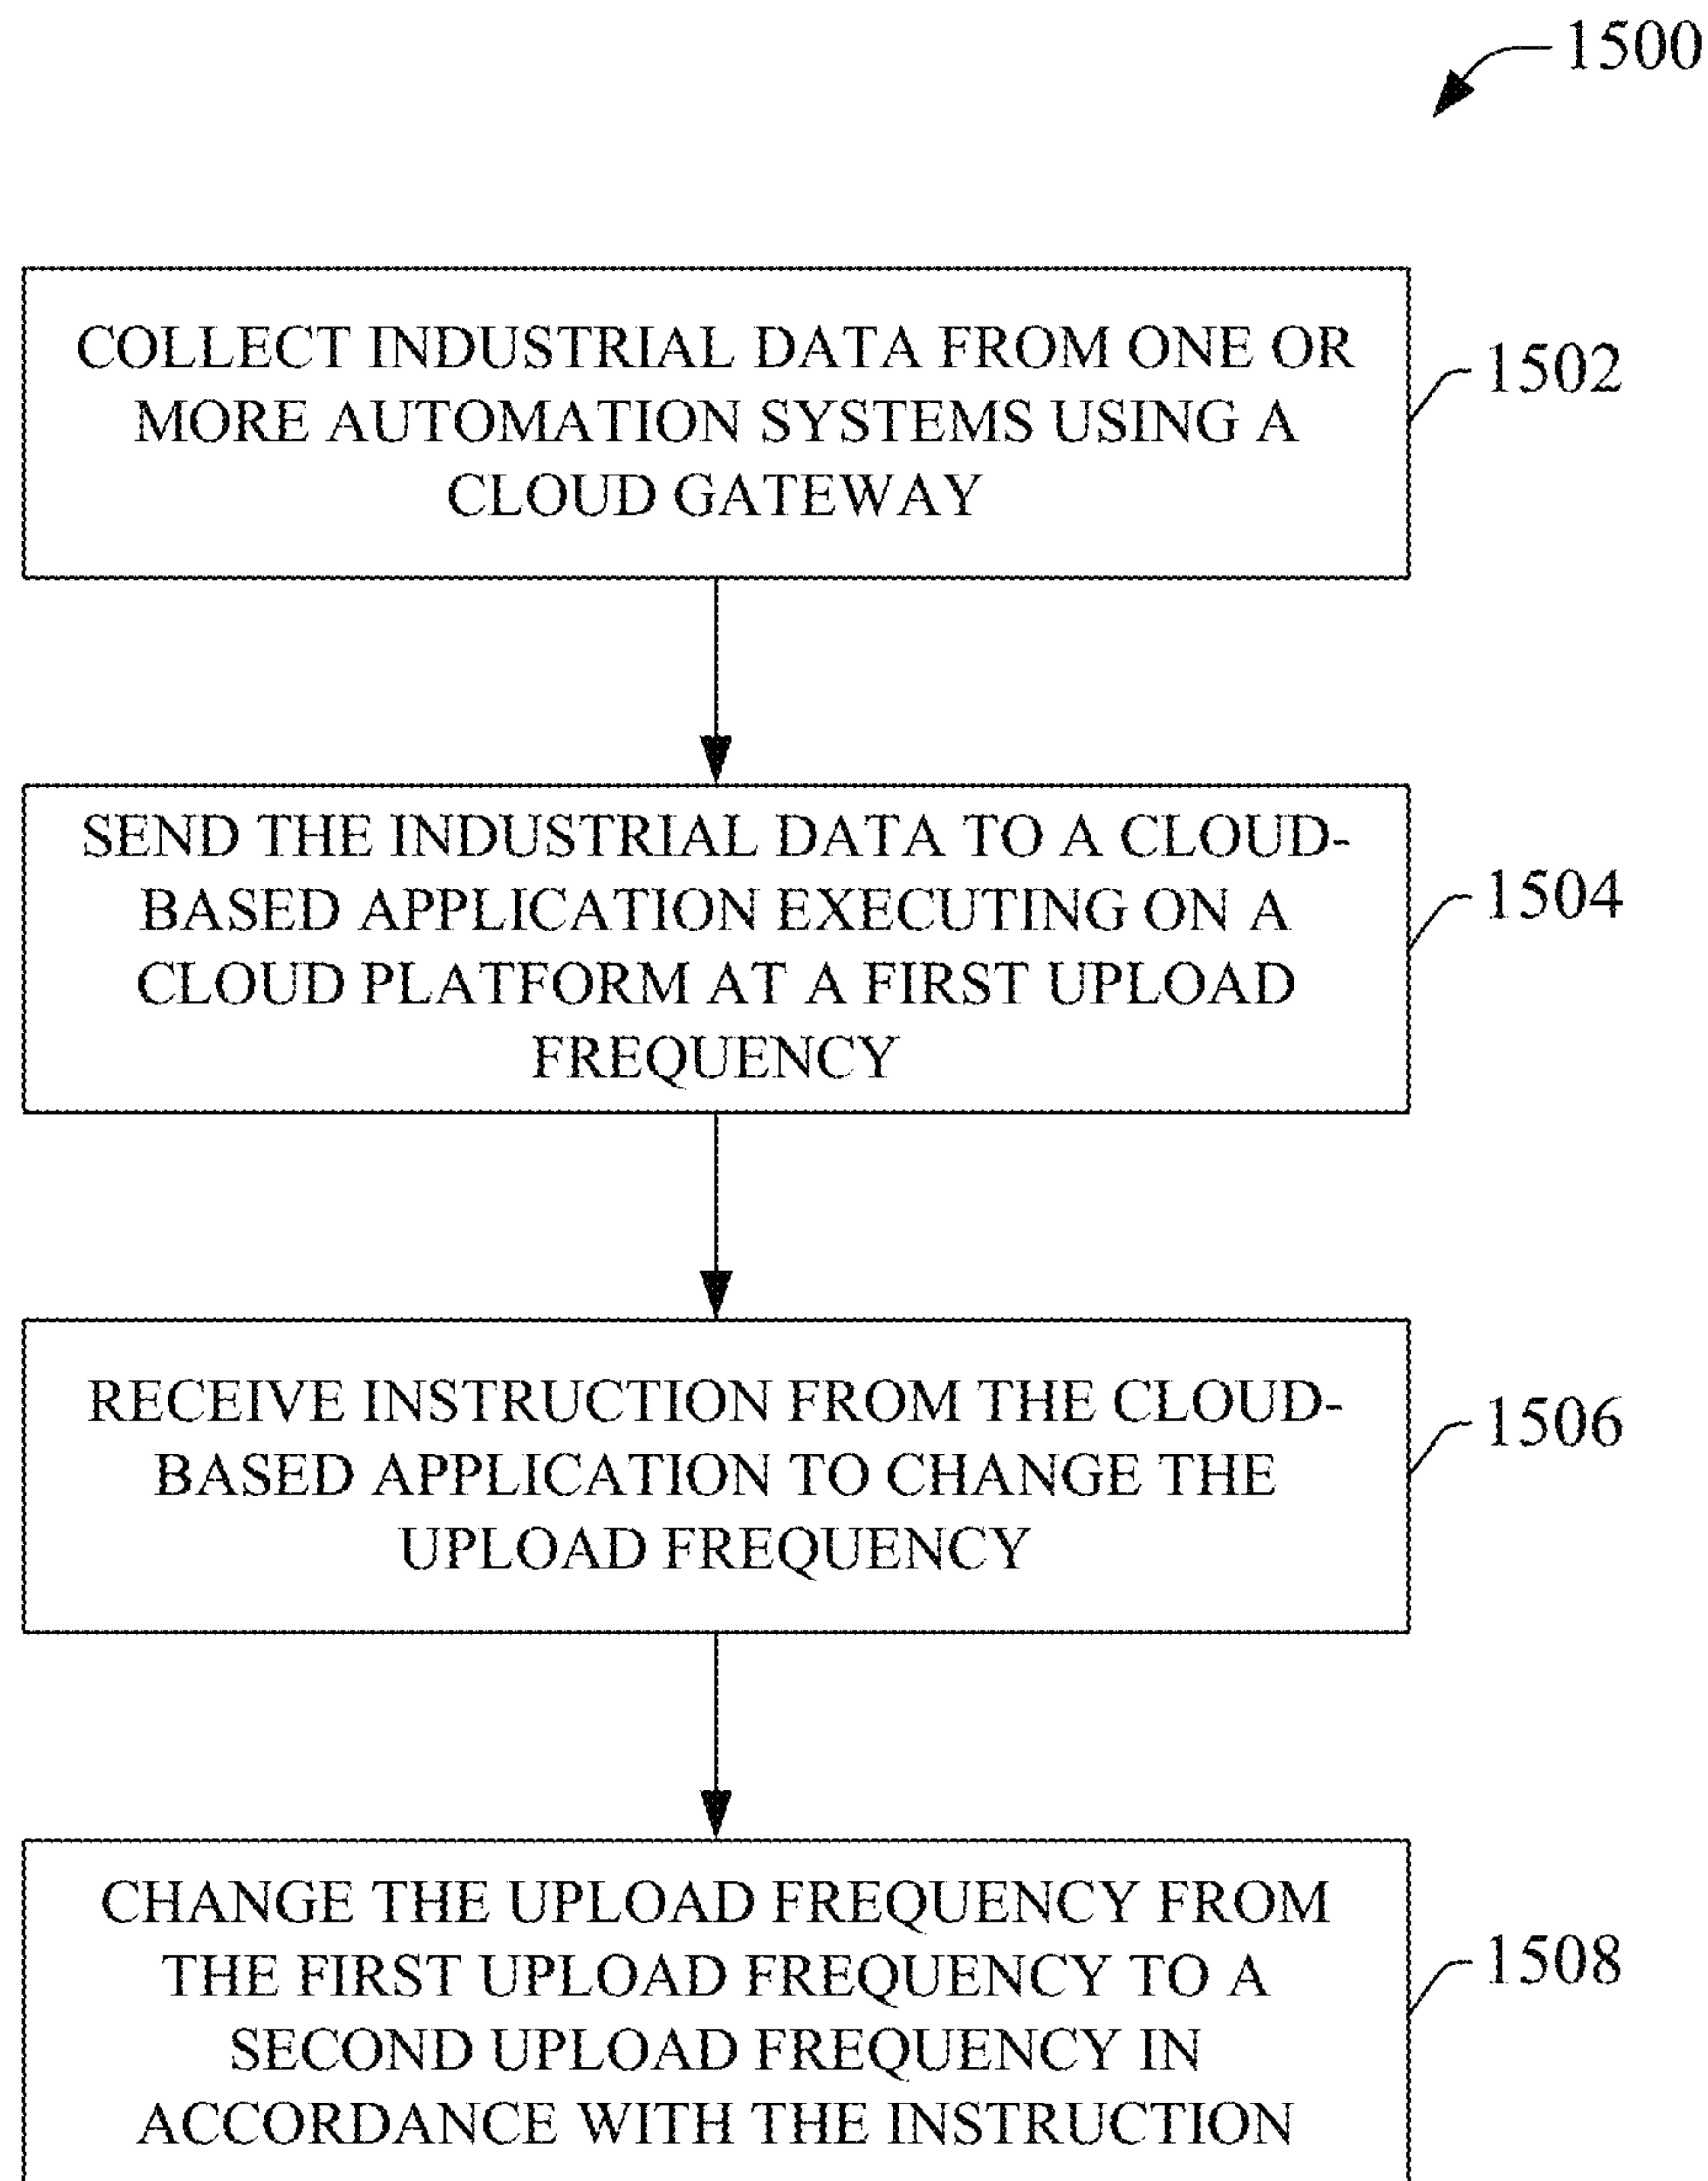 1500
COLLECT INDUSTRIAL DATA FROM ONE OR
MORE AUTOMATION SYSTEMS USING A
CLOUD GATEWAY
1502
SEND THE INDUSTRIAL DATA TO A CLOUD-
BASED APPLICATION EXECUTING ON A
CLOUD PLATFORM AT A FIRST UPLOAD
FREQUENCY
1504
RECEIVE INSTRUCTION FROM THE CLOUD-
BASED APPLICATION TO CHANGE THE
UPLOAD FREQUENCY
1506
CHANGE THE UPLOAD FREQUENCY FROM
THE FIRST UPLOAD FREQUENCY TO A
SECOND UPLOAD FREQUENCY IN
ACCORDANCE WITH THE INSTRUCTION
1508